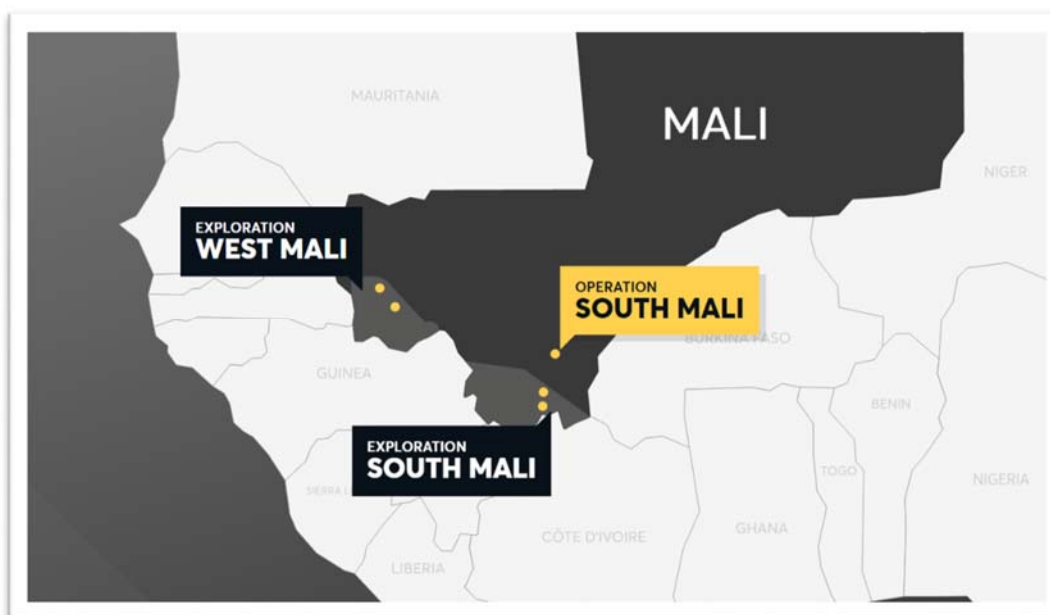 MAURITANIA
MALI
NIGER
EXPLORATION
WEST MALI
OPERATION
SOUTH MALI
BURKINA FASO
GUINEA
BENIN
EXPLORATION
SOUTH MALI
TOGO
NIGERIA
SIERRA L
GHANA
CÔTE D'IVOIRE
LIBERIA